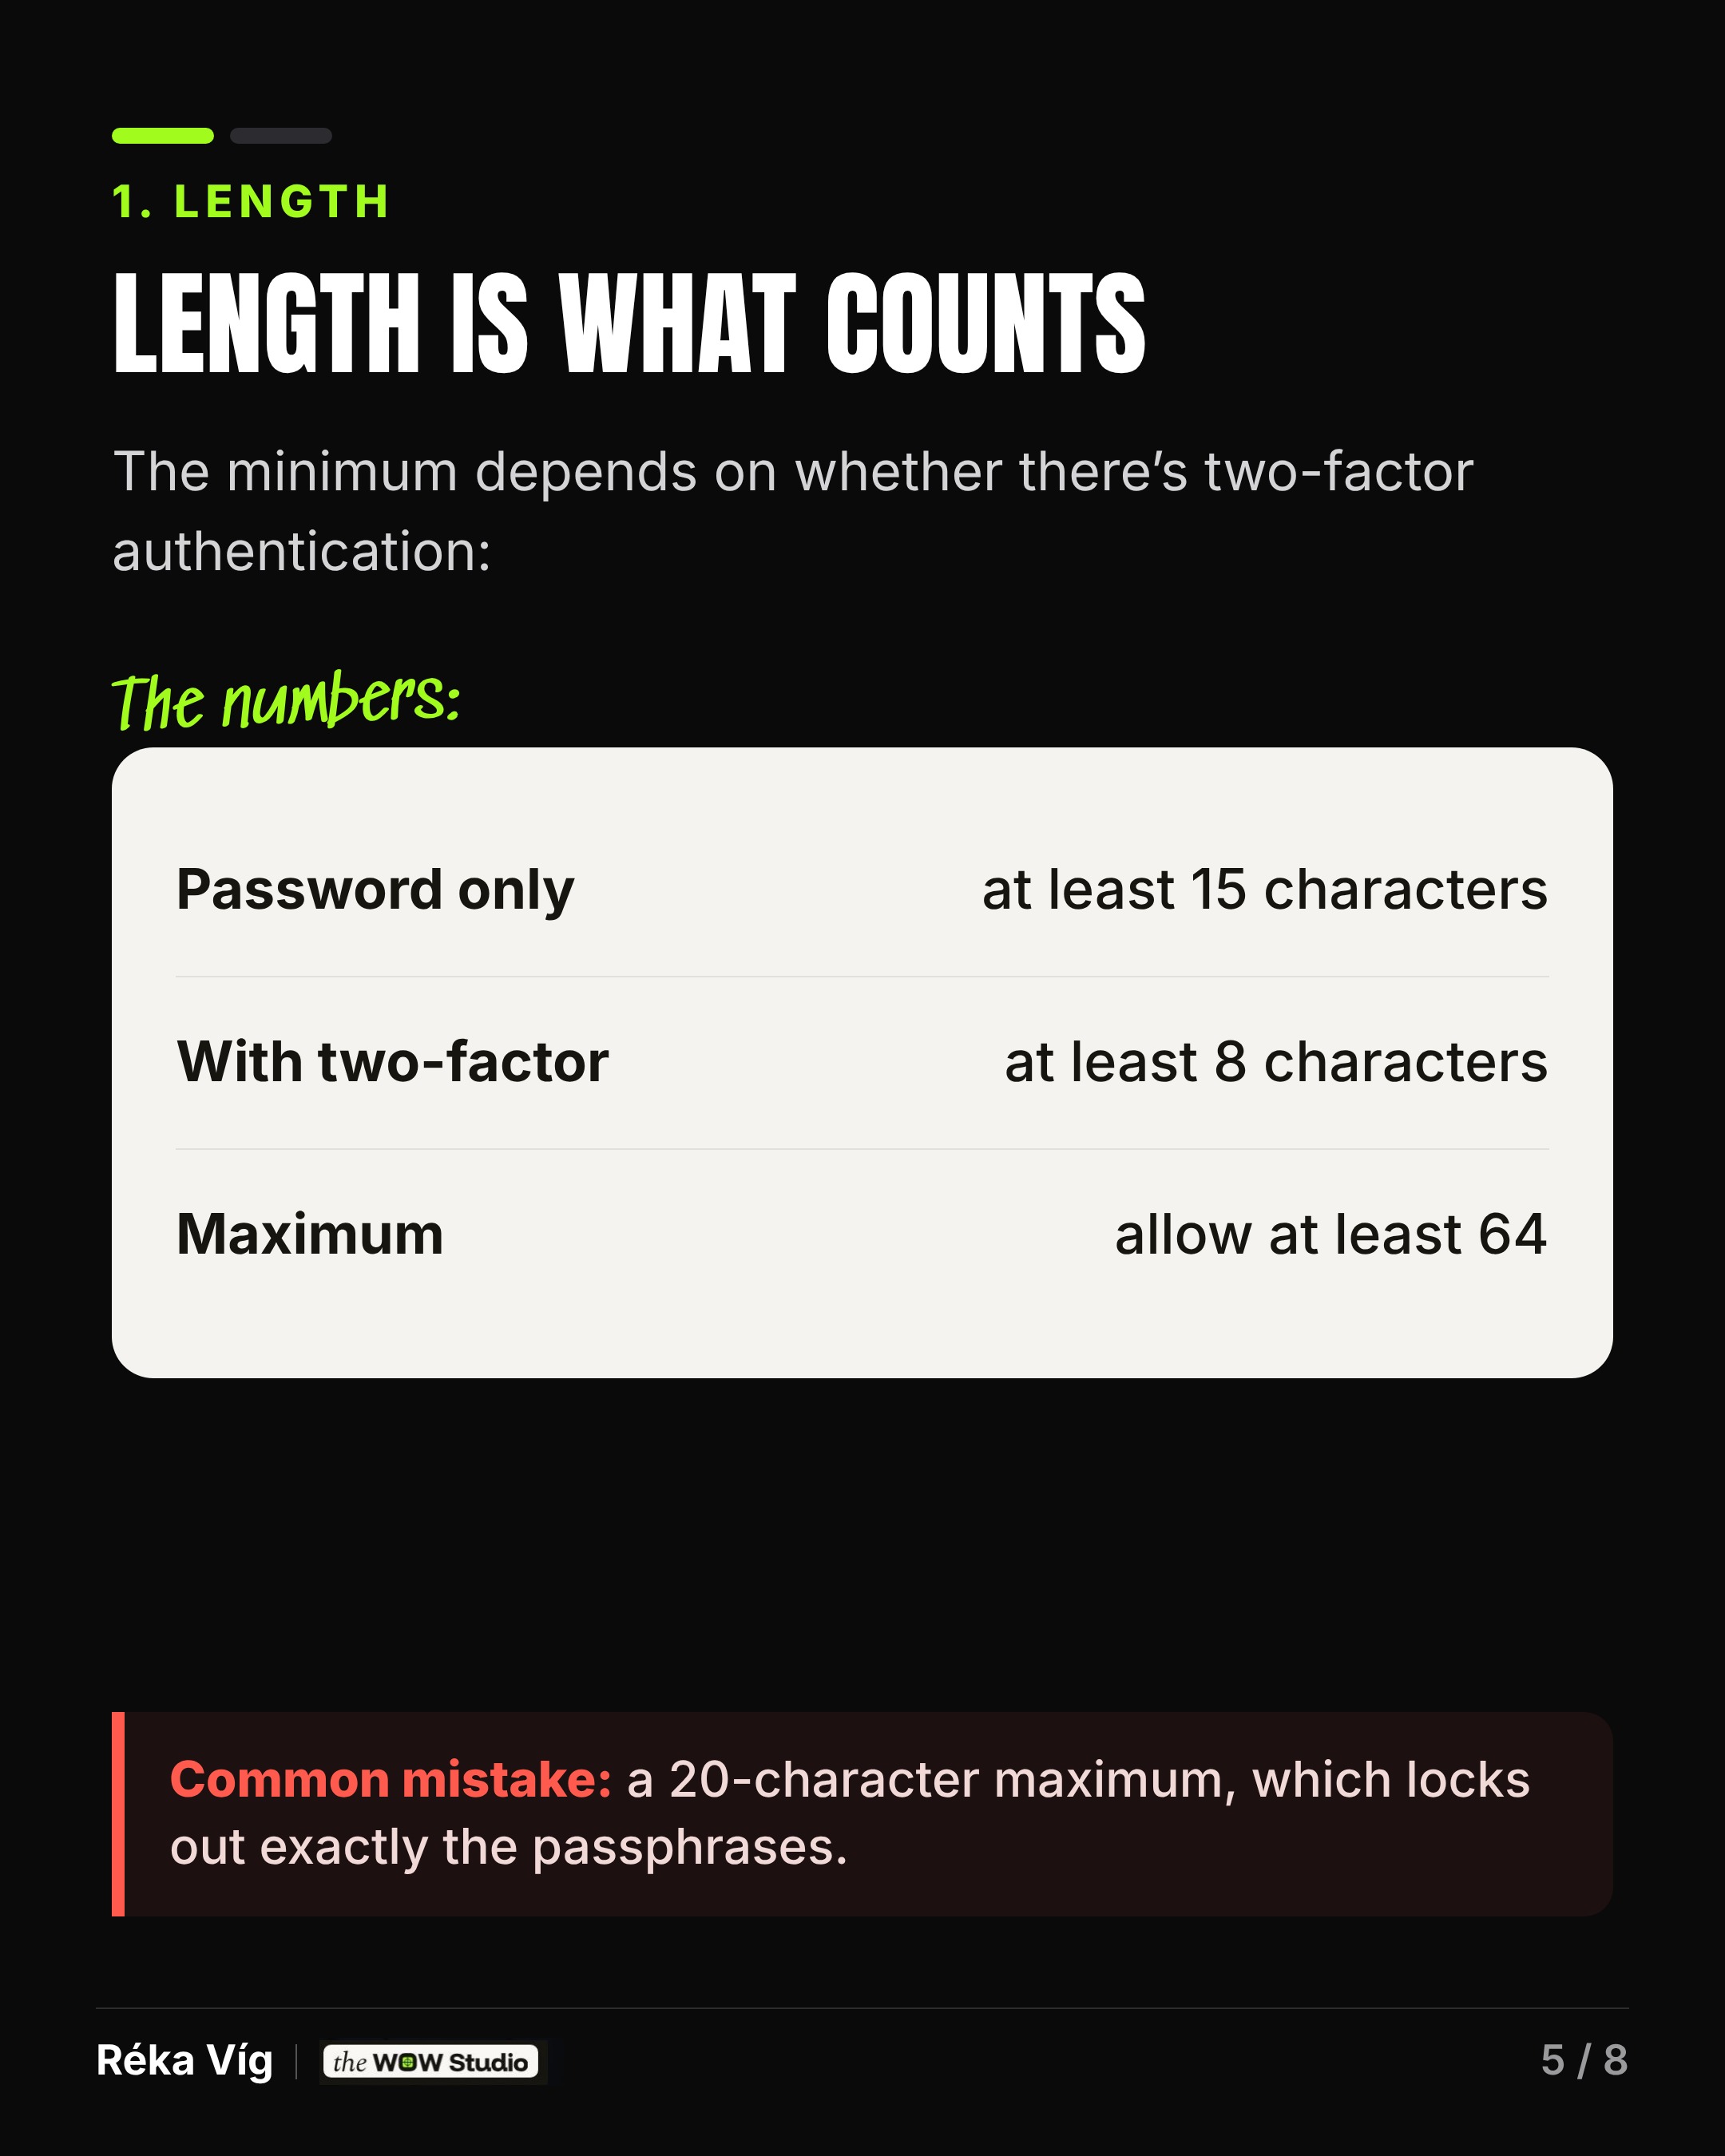 1. LENGTH
LENGTH IS WHAT COUNTS
The minimum depends on whether there’s two-factor
authentication:
The numbers:
Password only at least 15 characters
With two-factor at least 8 characters
Maximum allow at least 64
Common mistake: a 20-character maximum, which locks
out exactly the passphrases.
Réka Víg the WOW Studio 5 / 8